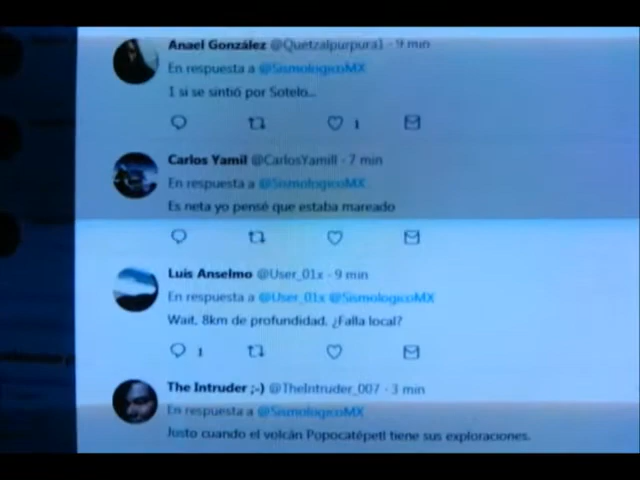 Anael González @Quetzalpurpura1 · 9 min
En respuesta a @SismologicoMX
1 si se sintió por Sotelo...
1
Carlos Yamil @CarlosYamill · 7 min
En respuesta a @SismologicoMX
Es neta yo pensé que estaba mareado
Luis Anselmo @User_01x · 9 min
En respuesta a @User_01x @SismologicoMX
Wait, 8km de profundidad. ¿Falla local?
1
The Intruder ;-) @TheIntruder_007 · 3 min
En respuesta a @SismologicoMX
Justo cuando el volcán Popocatépetl tiene sus exploraciones.